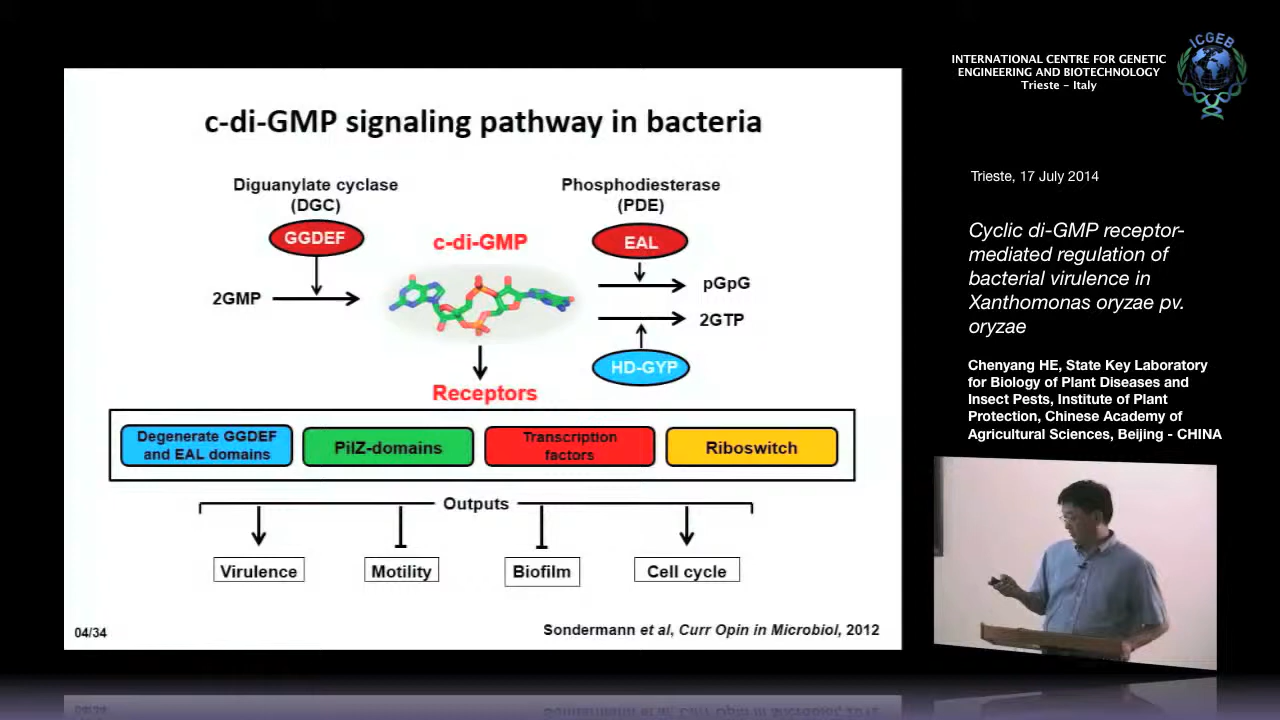 c-di-GMP signaling pathway in bacteria
Diguanylate cyclase
(DGC)
GGDEF
2GMP
c-di-GMP
Phosphodiesterase
(PDE)
EAL
pGpG
2GTP
HD-GYP
Receptors
Degenerate GGDEF
and EAL domains
PilZ-domains
Transcription
factors
Riboswitch
Outputs
Virulence
Motility
Biofilm
Cell cycle
04/34
Sondermann et al, Curr Opin in Microbiol, 2012
INTERNATIONAL CENTRE FOR GENETIC
ENGINEERING AND BIOTECHNOLOGY
Trieste – Italy
ICGEB
Trieste, 17 July 2014
Cyclic di-GMP receptor-
mediated regulation of
bacterial virulence in
Xanthomonas oryzae pv.
oryzae
Chenyang HE, State Key Laboratory
for Biology of Plant Diseases and
Insect Pests, Institute of Plant
Protection, Chinese Academy of
Agricultural Sciences, Beijing - CHINA